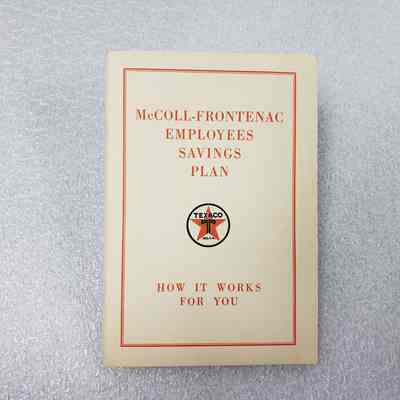 McCOLL-FRONTENAC
EMPLOYEES
SAVINGS
PLAN
TEXACO
HOW IT WORKS
FOR YOU